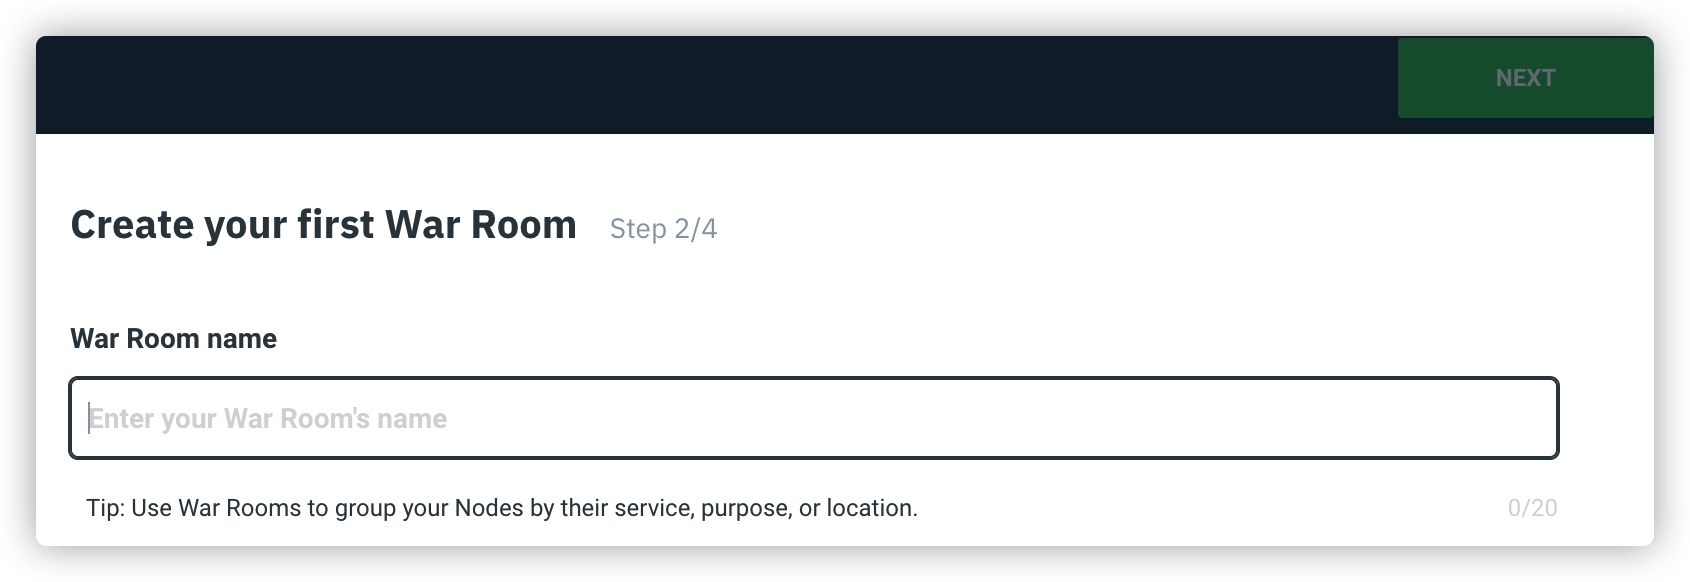 NEXT
Create your first War Room Step 2/4
War Room name
Enter your War Room's name
Tip: Use War Rooms to group your Nodes by their service, purpose, or location. 0/20